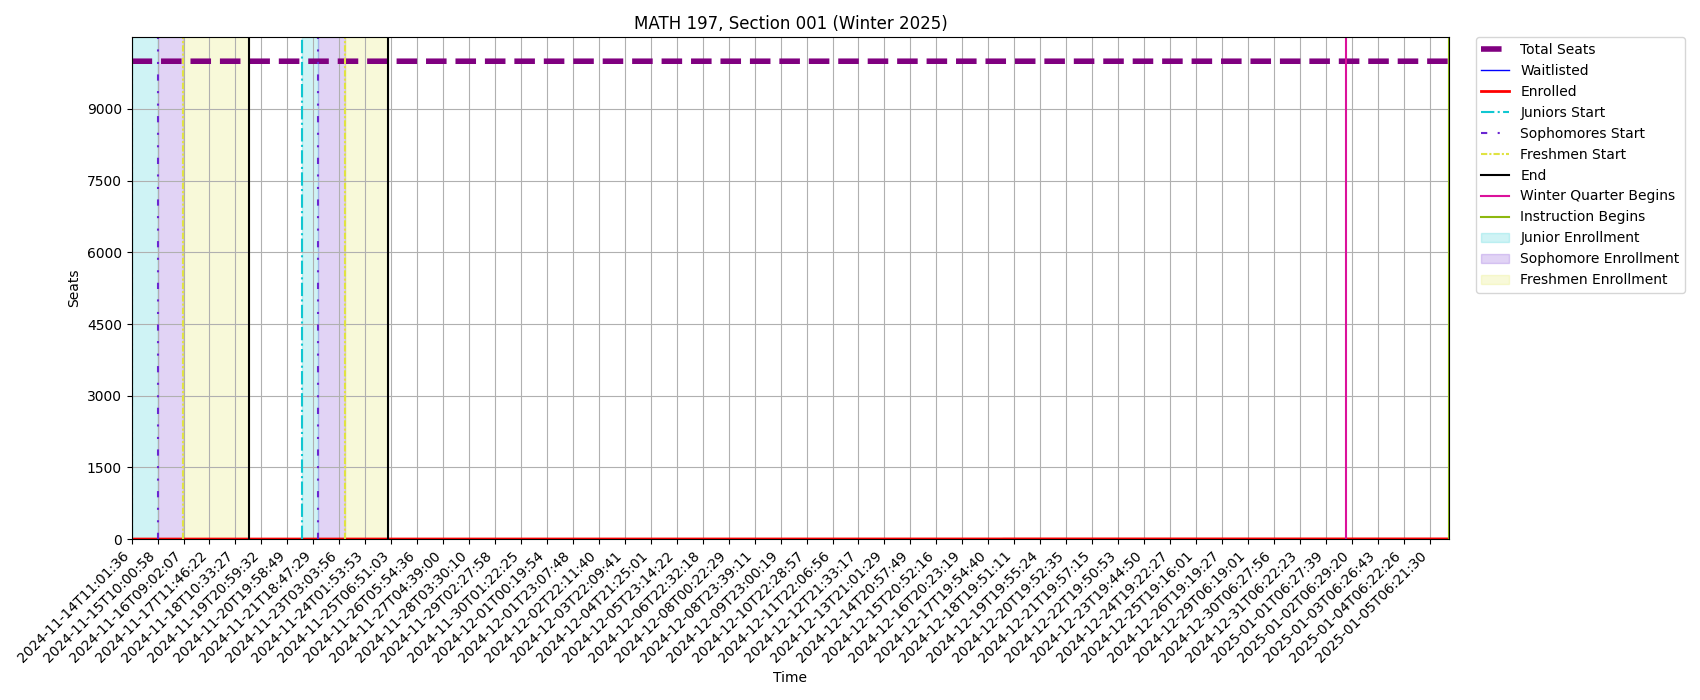 MATH 197, Section 001 (Winter 2025)
Total Seats
Waitlisted
Enrolled
Juniors Start
Sophomores Start
Freshmen Start
End
Winter Quarter Begins
Instruction Begins
Junior Enrollment
Sophomore Enrollment
Freshmen Enrollment
Seats
9000
7500
6000
4500
3000
1500
0
2024-11-14T11:01:36
2024-11-15T10:00:58
2024-11-16T09:02:07
2024-11-17T11:46:22
2024-11-18T10:33:27
2024-11-19T20:59:32
2024-11-20T19:58:49
2024-11-21T18:47:29
2024-11-23T03:03:56
2024-11-24T01:53:53
2024-11-25T06:51:03
2024-11-26T05:54:36
2024-11-27T04:39:00
2024-11-28T03:30:10
2024-11-29T02:27:58
2024-11-30T01:22:25
2024-12-01T00:19:54
2024-12-01T23:07:48
2024-12-02T22:11:40
2024-12-03T22:09:41
2024-12-04T21:25:01
2024-12-05T23:14:22
2024-12-06T22:32:18
2024-12-08T00:22:29
2024-12-08T23:39:11
2024-12-09T23:00:19
2024-12-10T22:28:57
2024-12-11T22:06:56
2024-12-12T21:33:17
2024-12-13T21:01:29
2024-12-14T20:57:49
2024-12-15T20:52:16
2024-12-16T20:23:19
2024-12-17T19:54:40
2024-12-18T19:51:11
2024-12-19T19:55:24
2024-12-20T19:52:35
2024-12-21T19:57:15
2024-12-22T19:50:53
2024-12-23T19:44:50
2024-12-24T19:22:27
2024-12-25T19:16:01
2024-12-26T19:19:27
2024-12-29T06:19:01
2024-12-30T06:27:56
2024-12-31T06:22:23
2025-01-01T06:27:39
2025-01-02T06:29:20
2025-01-03T06:26:43
2025-01-04T06:22:26
2025-01-05T06:21:30
Time